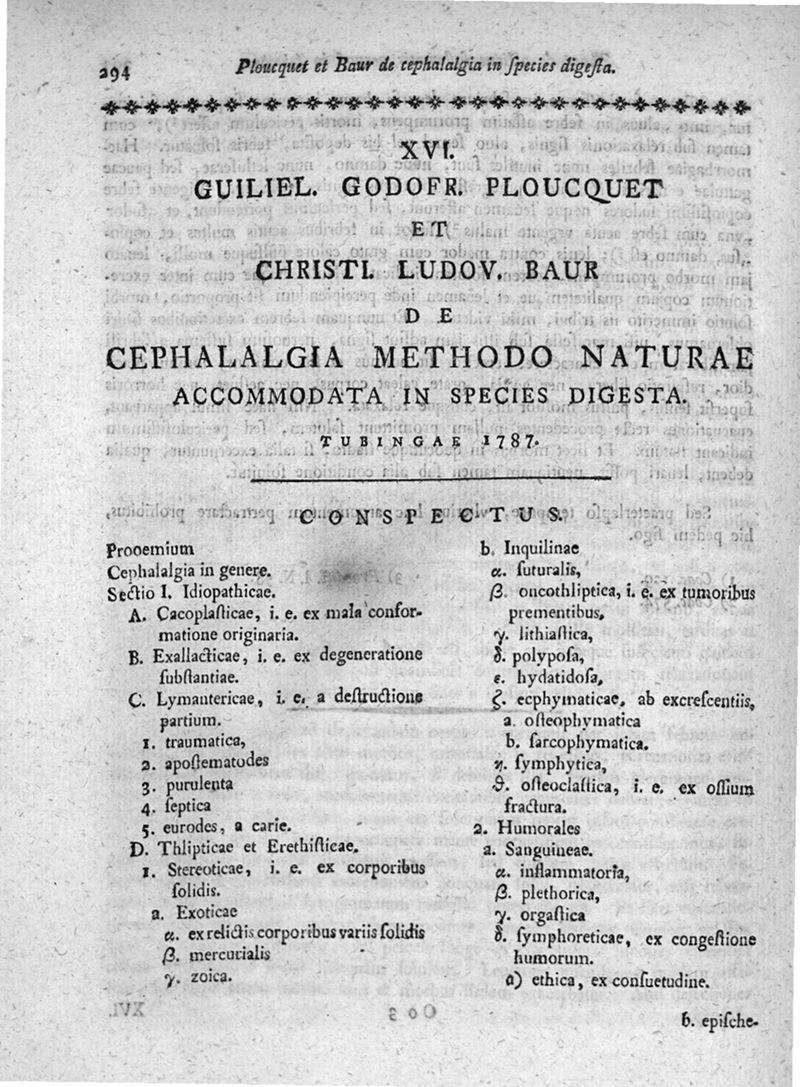 294
Ploucquet et Baur de cephalalgia in ſpecies digeſta.
XVI.
GUILIEL. GODOFR. PLOUCQUET
ET
CHRISTI. LUDOV. BAUR
DE
CEPHALALGIA METHODO NATURAE
ACCOMMODATA IN SPECIES DIGESTA.
TUBINGAE 1787.
CONSPECTUS.
Prooemium
Cephalalgia in genere.
Sectio I. Idiopathicae.
A. Cacoplaſticae, i. e. ex mala confor-
matione originaria.
B. Exallacticae, i. e. ex degeneratione
ſubſtantiae.
C. Lymantericae, i. e. a deſtructione
partium.
1. traumatica,
2. apoſtematodes
3. purulenta
4. ſeptica
5. eurodes, a carie.
D. Thlipticae et Erethiſticae.
1. Stereoticae, i. e. ex corporibus
ſolidis.
a. Exoticae
α. ex relictis corporibus variis ſolidis
β. mercurialis
γ. zoica.
b. Inquilinae
α. ſuturalis,
β. oncothliptica, i. e. ex tumoribus
prementibus,
γ. lithiaſtica,
δ. polypoſa,
ε. hydatidoſa,
ζ. ecphymaticae, ab excreſcentiis,
a. oſteophymatica
b. ſarcophymatica.
η. ſymphytica,
ϑ. oſteoclaſtica, i. e. ex oſſium
fractura.
2. Humorales
a. Sanguineae.
α. inflammatoria,
β. plethorica,
γ. orgaſtica
δ. ſymphoreticae, ex congeſtione
humorum.
a) ethica, ex conſuetudine.
b. epiſche-